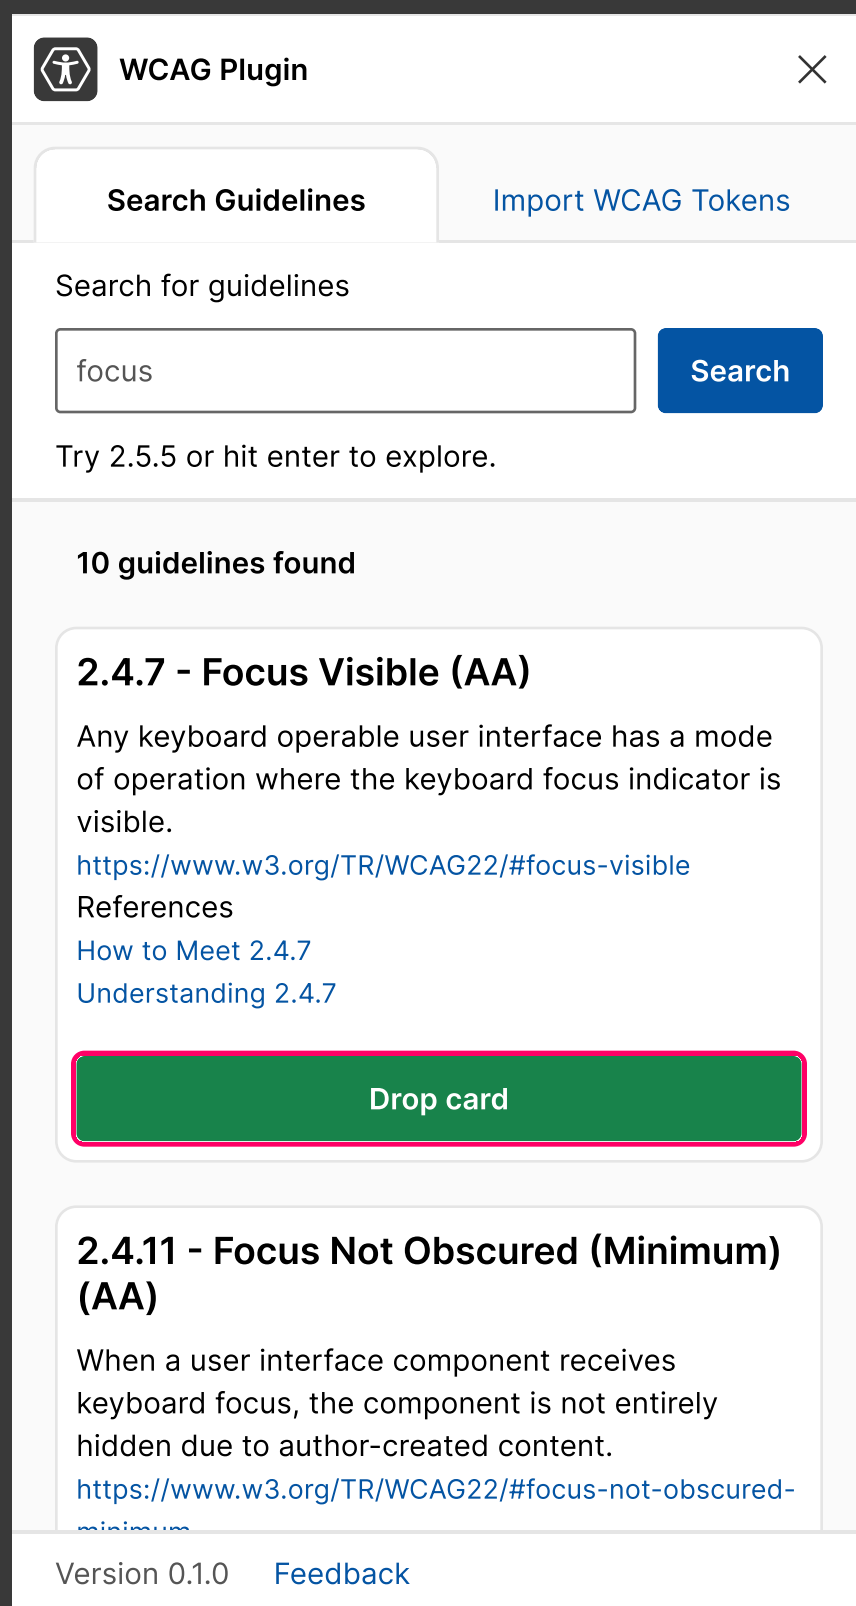 WCAG Plugin
Search Guidelines
Import WCAG Tokens
Search for guidelines
focus
Search
Try 2.5.5 or hit enter to explore.
10 guidelines found
2.4.7 - Focus Visible (AA)
Any keyboard operable user interface has a mode
of operation where the keyboard focus indicator is
visible.
https://www.w3.org/TR/WCAG22/#focus-visible
References
How to Meet 2.4.7
Understanding 2.4.7
Drop card
2.4.11 - Focus Not Obscured (Minimum)
(AA)
When a user interface component receives
keyboard focus, the component is not entirely
hidden due to author-created content.
https://www.w3.org/TR/WCAG22/#focus-not-obscured-
minimum
Version 0.1.0
Feedback